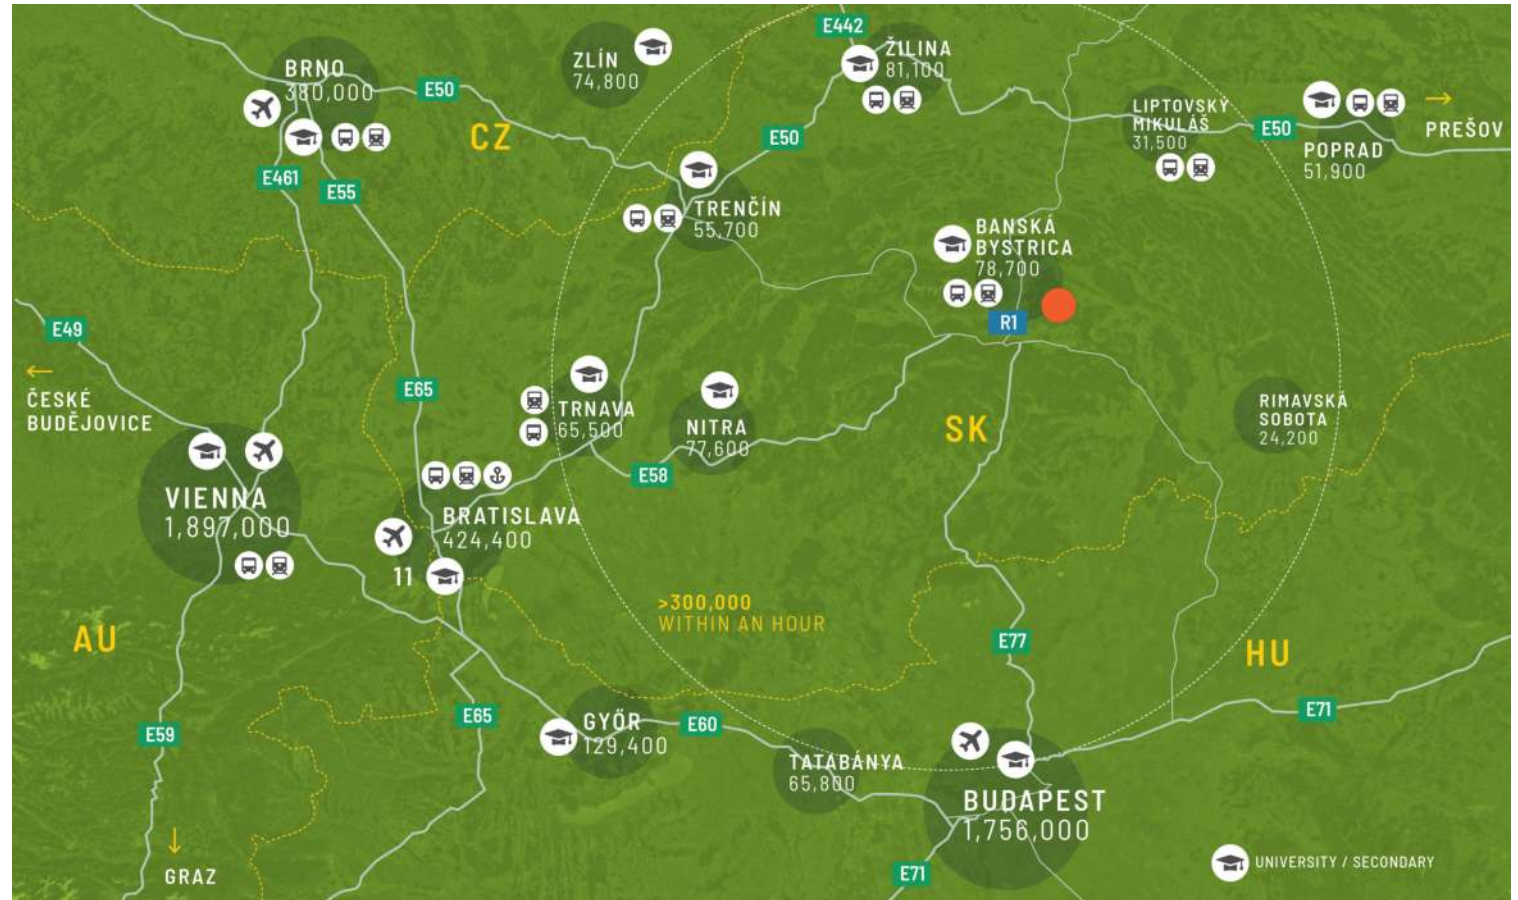 E442
ŽILINA
81,100
ZLÍN
74,800
BRNO
380,000
E50
CZ
E50
LIPTOVSKÝ
MIKULÁŠ
31,500
E50
→
PREŠOV
POPRAD
51,900
E461
E55
TRENČÍN
55,700
BANSKÁ
BYSTRICA
78,700
R1
E49
←
ČESKÉ
BUDĚJOVICE
E65
TRNAVA
65,500
NITRA
77,600
SK
RIMAVSKÁ
SOBOTA
24,200
E58
VIENNA
1,897,000
BRATISLAVA
424,400
11
>300,000
WITHIN AN HOUR
AU
E77
HU
E59
E65
GYŐR
129,400
E60
E71
TATABÁNYA
65,800
BUDAPEST
1,756,000
↓
GRAZ
E71
UNIVERSITY / SECONDARY